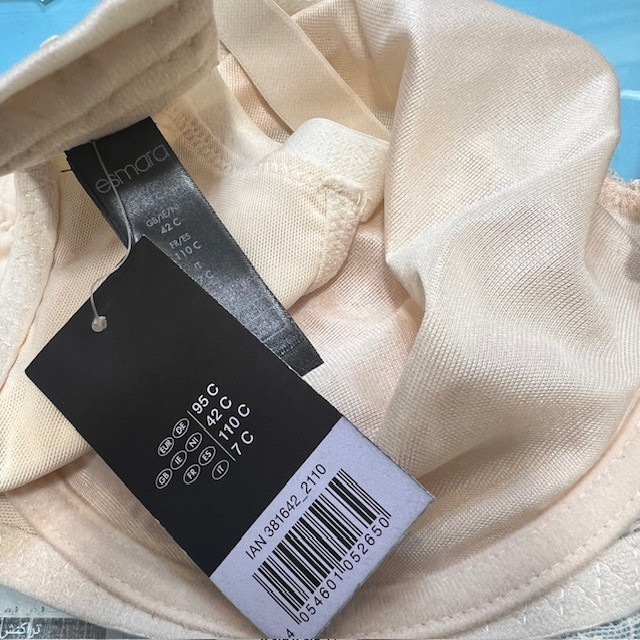 esmara
GB/IE/NI
42 C
FR/ES
110 C
IT
EUR DE 95 C
GB IE NI 42 C
FR ES 110 C
IT 7 C
IAN 381642_2110
4 054601 052650
تراکنش